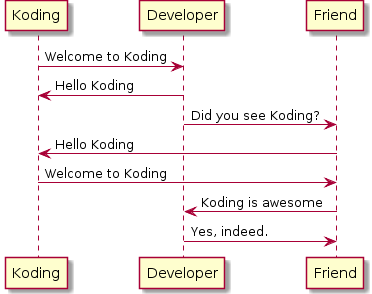 Koding Developer Friend
Welcome to Koding
Hello Koding
Did you see Koding?
Hello Koding
Welcome to Koding
Koding is awesome
Yes, indeed.
Koding Developer Friend